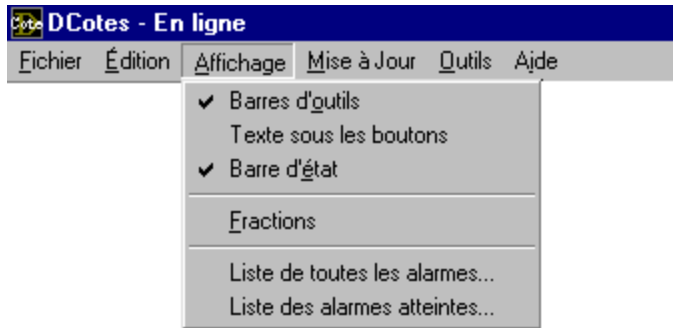 DCotes - En ligne
Fichier Édition Affichage Mise à Jour Outils Aide
Barres d'outils
Texte sous les boutons
Barre d'état
Fractions
Liste de toutes les alarmes...
Liste des alarmes atteintes...